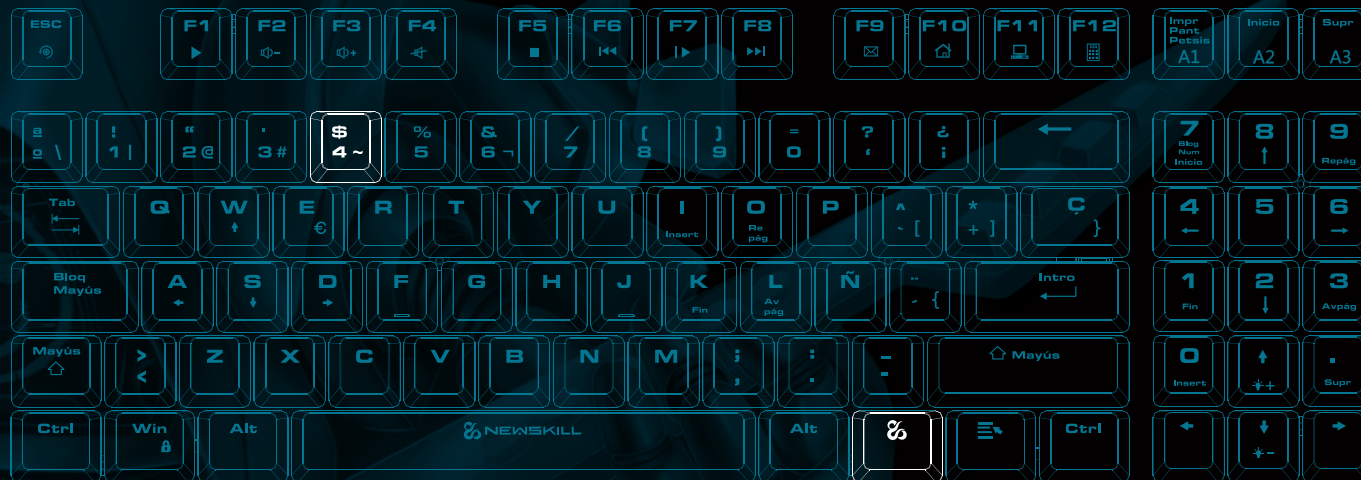 ESC F1 F2 F3 F4 F5 F6 F7 F8 F9 F10 F11 F12 Impr Pant Petsis A1 Inicio A2 Supr A3
ª º \ ! 1 | " 2 @ · 3 # $ 4 ~ % 5 & 6 ¬ / 7 ( 8 ) 9 = 0 ? ' ¿ ¡ ← 7 Blog Num Início 8 ↑ 9 Repág
Tab Q W ↑ E € R T Y U I Insert O Re pág P ^ ` [ * + ] Ç } 4 ← 5 6 →
Bloq Mayús A ← S ↓ D → F G H J K Fin L Av pág Ñ ¨ ´ { Intro 1 Fin 2 ↓ 3 Avpág
Mayús > < Z X C V B N M ; , : . - - Mayús 0 Insert ↑ + . Supr
Ctrl Win Alt NEWSKILL Alt Ctrl ← ↓ - →